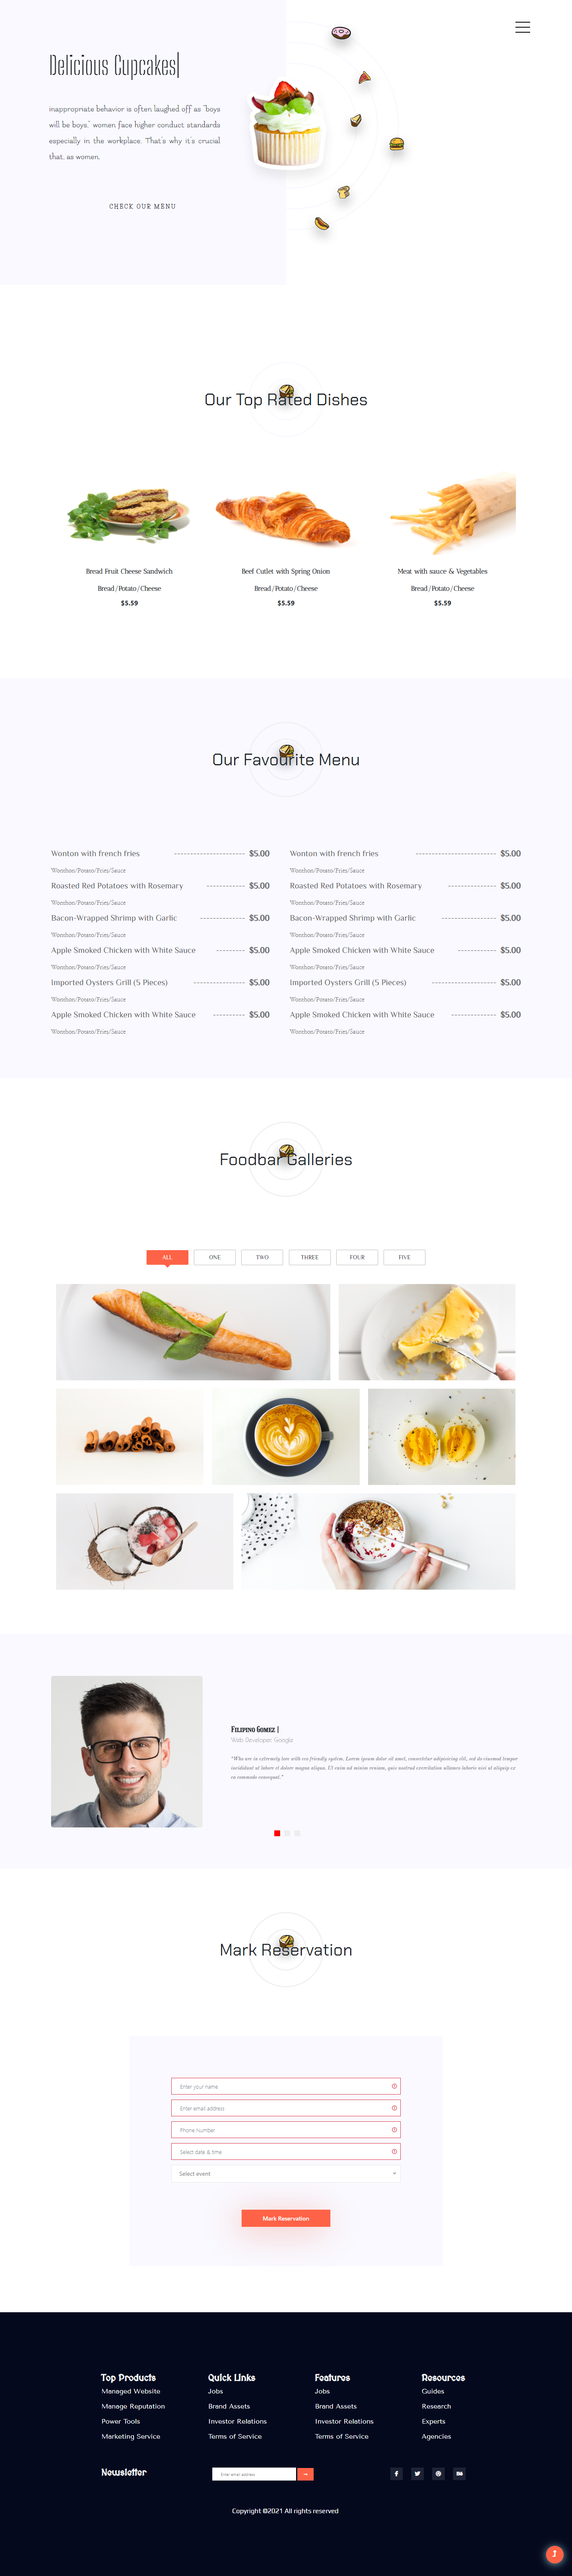 Delicious Cupcakes|
inappropriate behavior is often laughed off as "boys
will be boys," women face higher conduct standards
especially in the workplace. That's why it's crucial
that, as women.
CHECK OUR MENU
Our Top Rated Dishes
Bread Fruit Cheese Sandwich
Bread/Potato/Cheese
$5.59
Beef Cutlet with Spring Onion
Bread/Potato/Cheese
$5.59
Meat with sauce & Vegetables
Bread/Potato/Cheese
$5.59
Our Favourite Menu
Wonton with french fries ---------------------- $5.00
Wonthon/Potato/Fries/Sauce
Roasted Red Potatoes with Rosemary ------------ $5.00
Wonthon/Potato/Fries/Sauce
Bacon-Wrapped Shrimp with Garlic -------------- $5.00
Wonthon/Potato/Fries/Sauce
Apple Smoked Chicken with White Sauce --------- $5.00
Wonthon/Potato/Fries/Sauce
Imported Oysters Grill (5 Pieces) ---------------- $5.00
Wonthon/Potato/Fries/Sauce
Apple Smoked Chicken with White Sauce ---------- $5.00
Wonthon/Potato/Fries/Sauce
Wonton with french fries ------------------------- $5.00
Wonthon/Potato/Fries/Sauce
Roasted Red Potatoes with Rosemary --------------- $5.00
Wonthon/Potato/Fries/Sauce
Bacon-Wrapped Shrimp with Garlic ----------------- $5.00
Wonthon/Potato/Fries/Sauce
Apple Smoked Chicken with White Sauce ------------ $5.00
Wonthon/Potato/Fries/Sauce
Imported Oysters Grill (5 Pieces) -------------------- $5.00
Wonthon/Potato/Fries/Sauce
Apple Smoked Chicken with White Sauce -------------- $5.00
Wonthon/Potato/Fries/Sauce
Foodbar Galleries
ALL
ONE
TWO
THREE
FOUR
FIVE
Filipino Gomez |
Web Developer, Google
"Who are in extremely love with eco friendly system. Lorem ipsum dolor sit amet, consectetur adipisicing elit, sed do eiusmod tempor
incididunt ut labore et dolore magna aliqua. Ut enim ad minim veniam, quis nostrud exercitation ullamco laboris nisi ut aliquip ex
ea commodo consequat."
Mark Reservation
Enter your name
Enter email address
Phone Number
Select date & time
Select event
Mark Reservation
Top Products
Managed Website
Manage Reputation
Power Tools
Marketing Service
Quick Links
Jobs
Brand Assets
Investor Relations
Terms of Service
Features
Jobs
Brand Assets
Investor Relations
Terms of Service
Resources
Guides
Research
Experts
Agencies
Newsletter
Enter email address
Copyright ©2021 All rights reserved